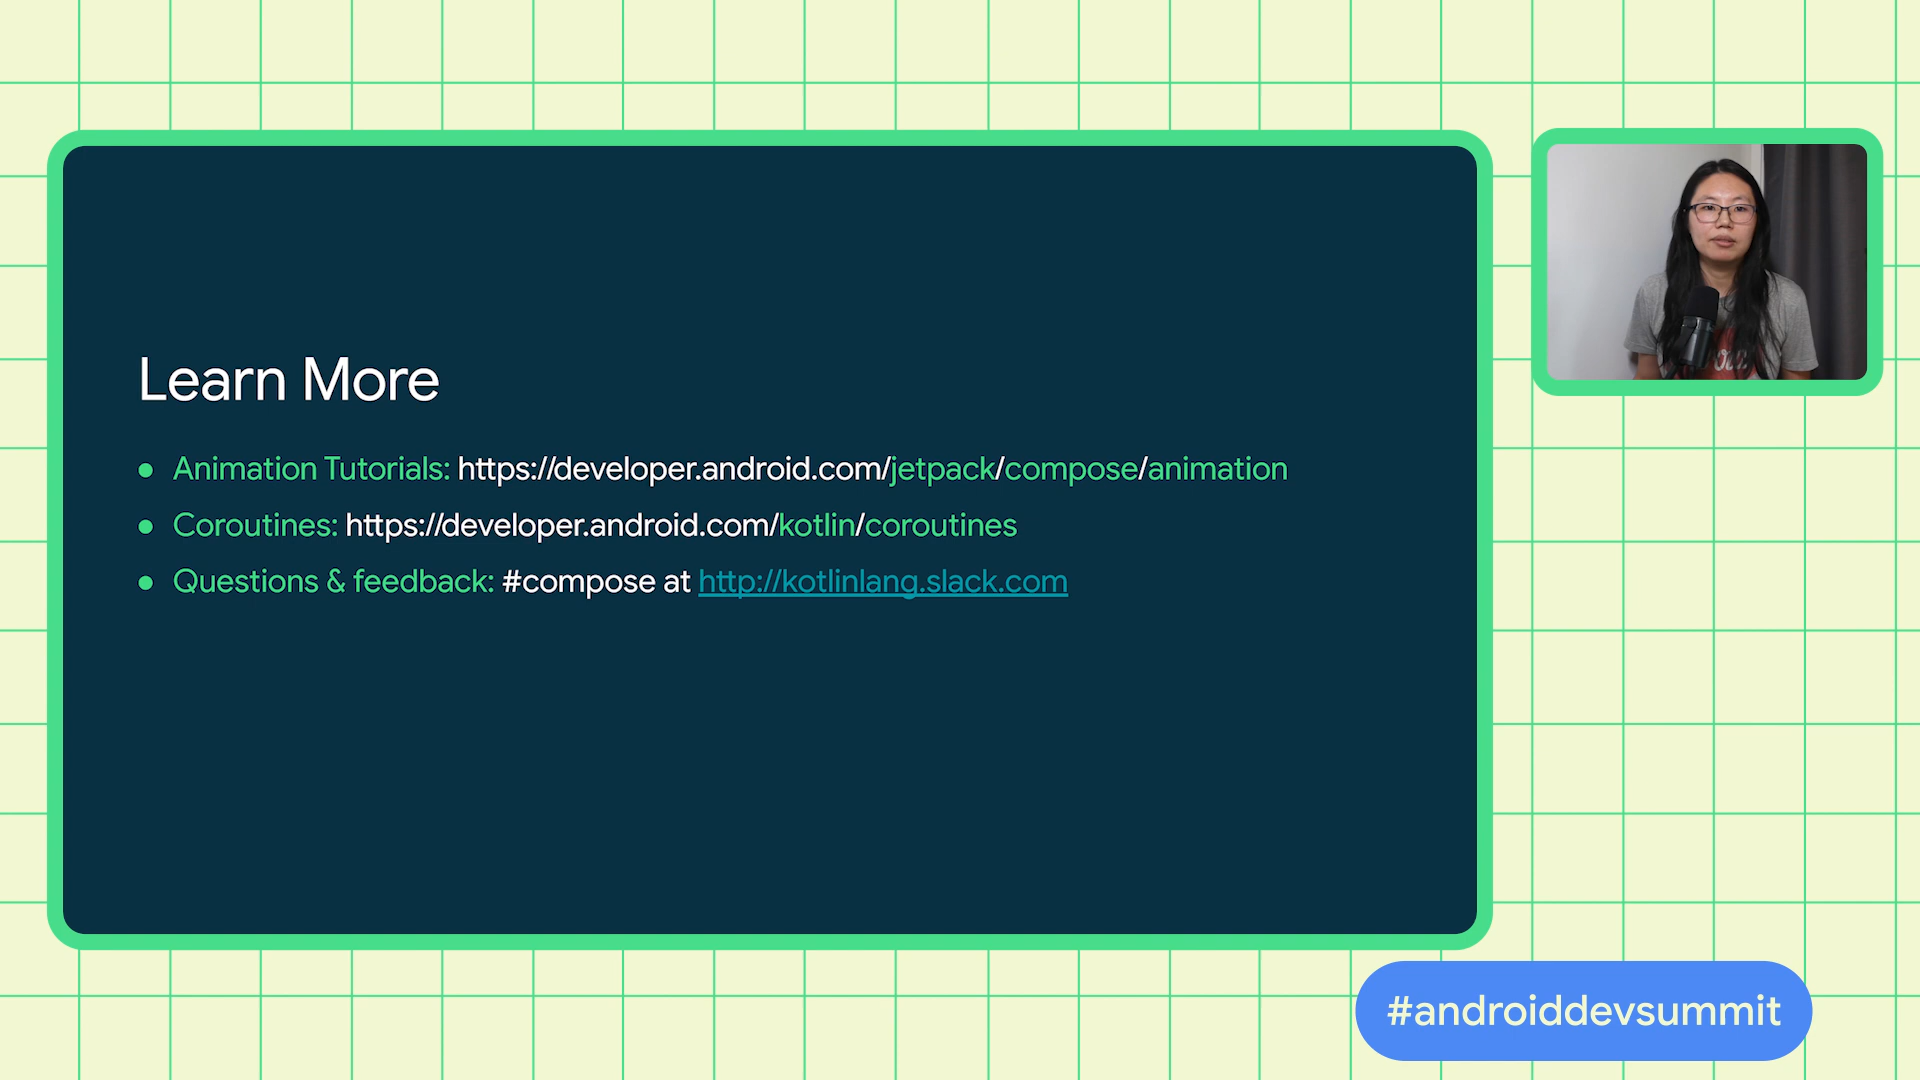 Learn More
● Animation Tutorials: https://developer.android.com/jetpack/compose/animation
● Coroutines: https://developer.android.com/kotlin/coroutines
● Questions & feedback: #compose at http://kotlinlang.slack.com
#androiddevsummit